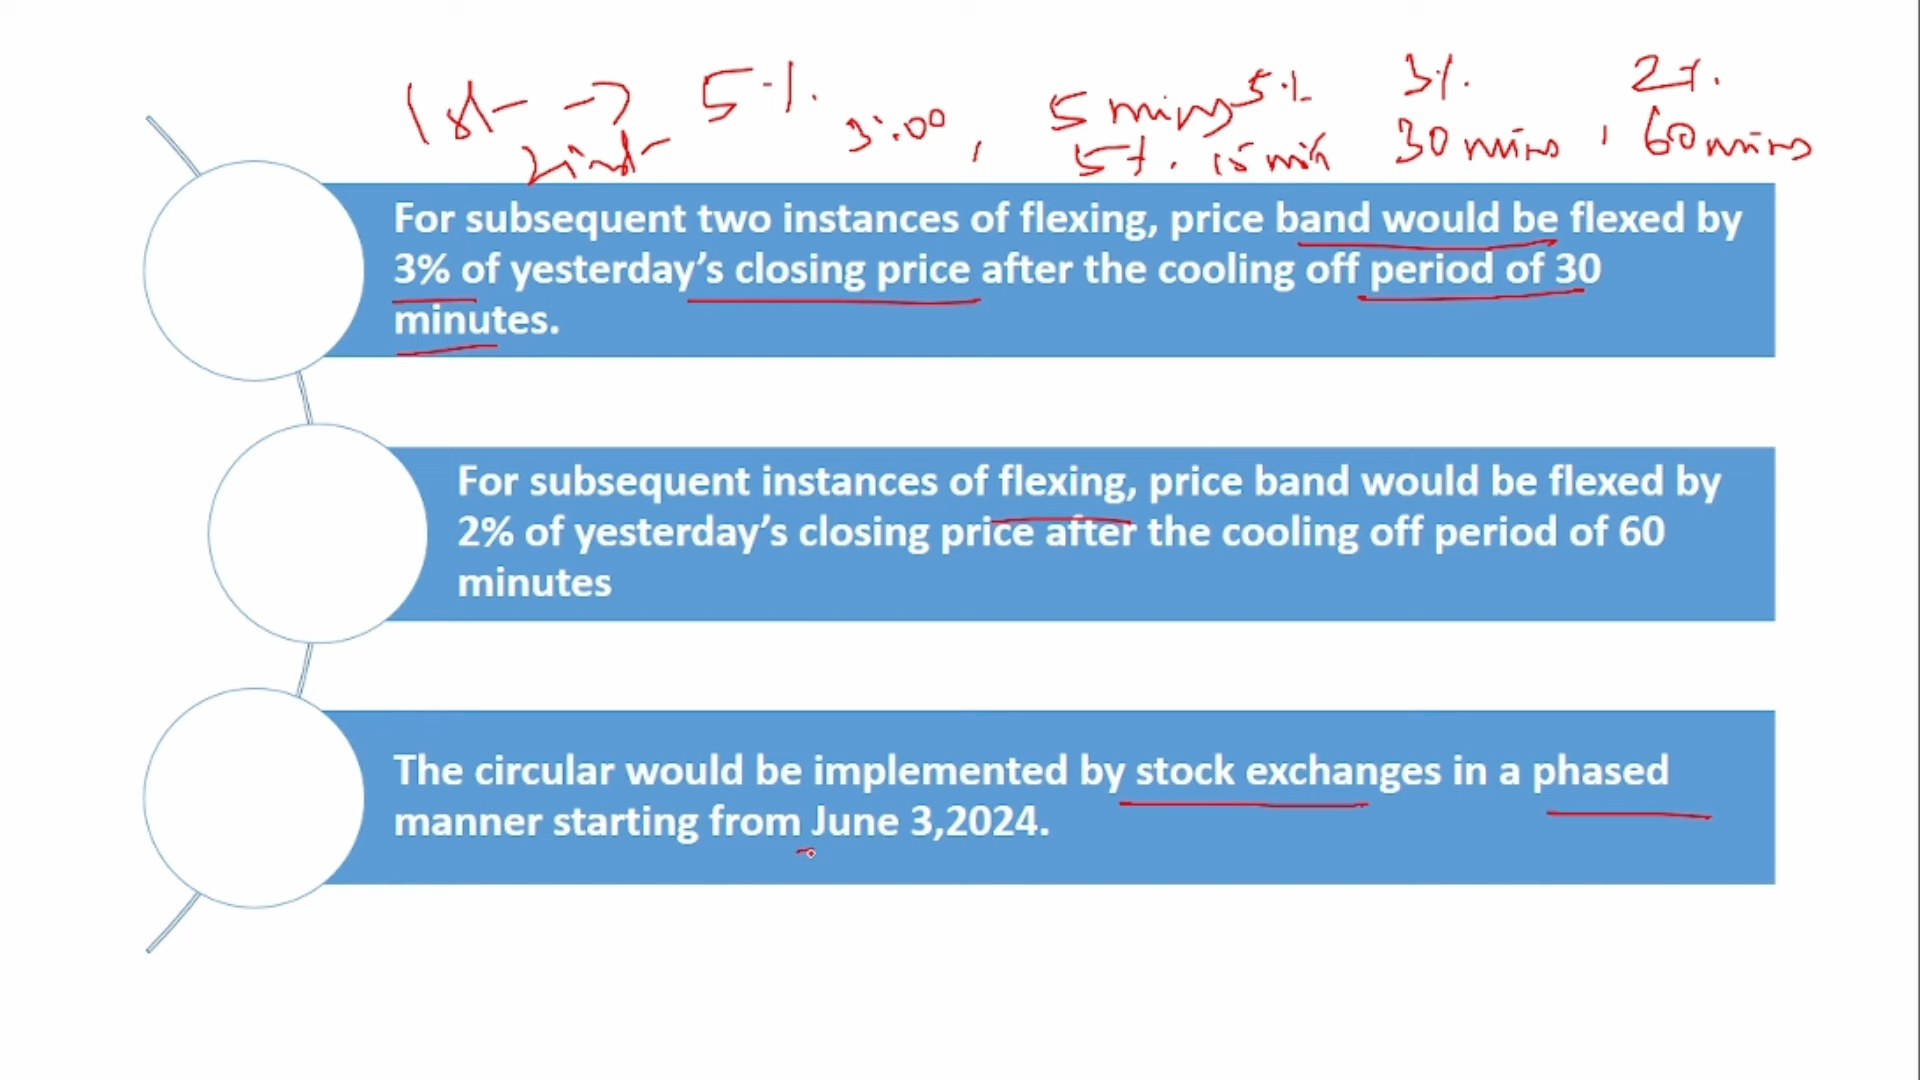 1st → 5%. 3:00, 5 mins 5% 3%. 2%.
5%. 15 min 30 mins, 60 mins
For subsequent two instances of flexing, price band would be flexed by
3% of yesterday’s closing price after the cooling off period of 30
minutes.
For subsequent instances of flexing, price band would be flexed by
2% of yesterday’s closing price after the cooling off period of 60
minutes
The circular would be implemented by stock exchanges in a phased
manner starting from June 3,2024.